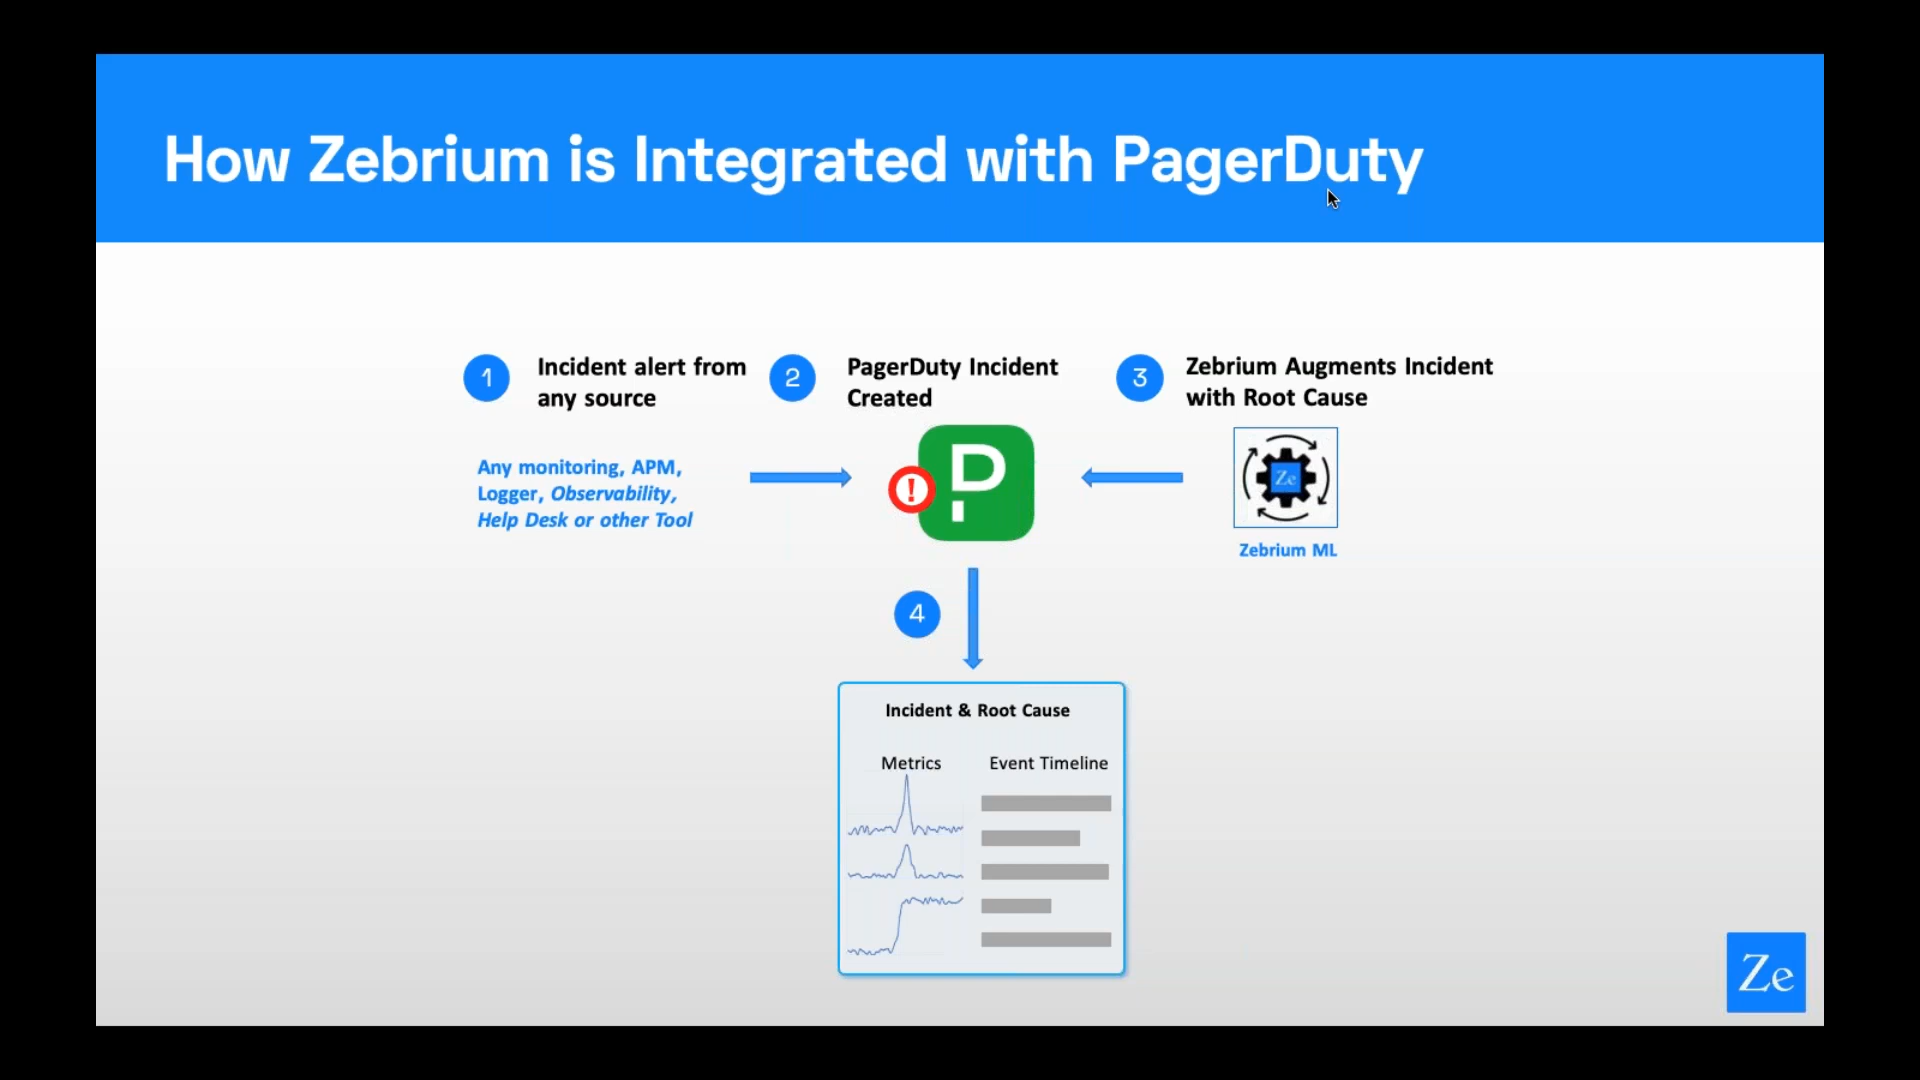 How Zebrium is Integrated with PagerDuty
1
Incident alert from
any source
2
PagerDuty Incident
Created
3
Zebrium Augments Incident
with Root Cause
Any monitoring, APM,
Logger, Observability,
Help Desk or other Tool
!
P
Ze
Zebrium ML
4
Incident & Root Cause
Metrics
Event Timeline
Ze